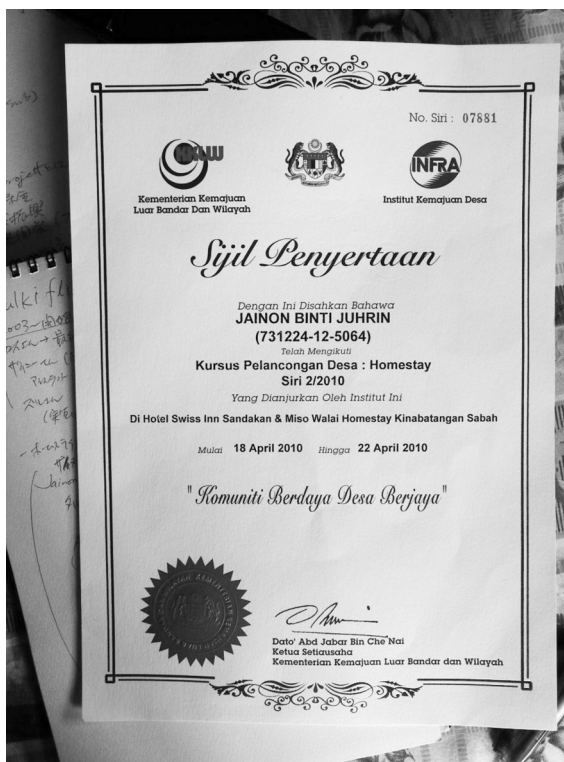 No. Siri : 07881
KKLW
INFRA
Kementerian Kemajuan
Luar Bandar Dan Wilayah
Institut Kemajuan Desa
Sijil Penyertaan
Dengan Ini Disahkan Bahawa
JAINON BINTI JUHRIN
(731224-12-5064)
Telah Mengikuti
Kursus Pelancongan Desa : Homestay
Siri 2/2010
Yang Dianjurkan Oleh Institut Ini
Di Hotel Swiss Inn Sandakan & Miso Walai Homestay Kinabatangan Sabah
Mulai 18 April 2010 Hingga 22 April 2010
"Komuniti Berdaya Desa Berjaya"
Dato' Abd Jabar Bin Che Nai
Ketua Setiausaha
Kementerian Kemajuan Luar Bandar dan Wilayah
Jainon